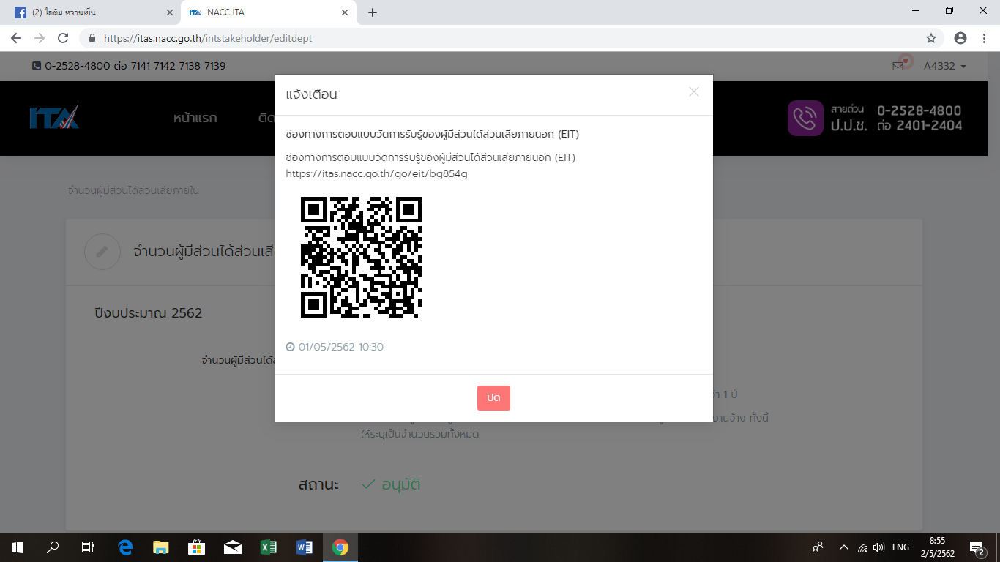 (2) ไอติม หวานเย็น
NACC ITA
https://itas.nacc.go.th/intstakeholder/editdept
0-2528-4800 ต่อ 7141 7142 7138 7139
A4332
ITA
หน้าแรก
สายด่วน 0-2528-4800
ป.ป.ช. ต่อ 2401-2404
แจ้งเตือน
ช่องทางการตอบแบบวัดการรับรู้ของผู้มีส่วนได้ส่วนเสียภายนอก (EIT)
ช่องทางการตอบแบบวัดการรับรู้ของผู้มีส่วนได้ส่วนเสียภายนอก (EIT)
https://itas.nacc.go.th/go/eit/bg854g
01/05/2562 10:30
ปิด
จำนวนผู้มีส่วนได้ส่วนเสียภายใน
จำนวนผู้มีส่วนได้ส่วนเสีย
ปีงบประมาณ 2562
จำนวนผู้มีส่วนได้
1 ปี
งานจ้าง ทั้งนี้
ให้ระบุเป็นจำนวนรวมทั้งหมด
สถานะ อนุมัติ
ENG
8:55
2/5/2562
2